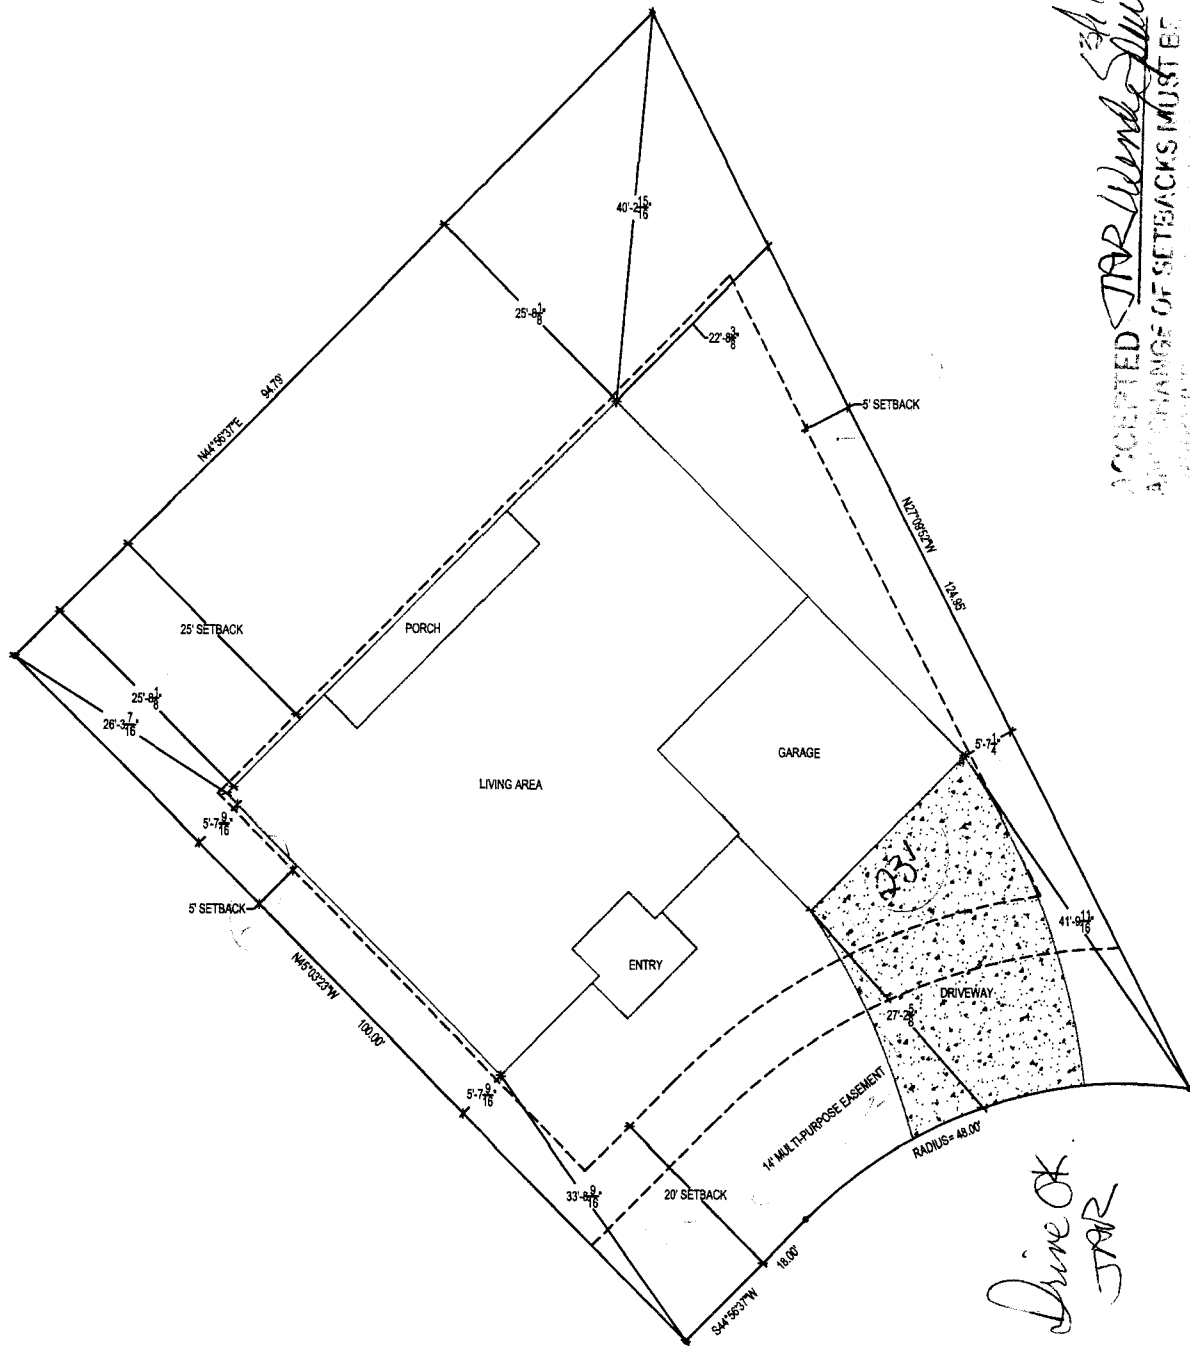 40'-2 15/16"
25'-8 1/8"
22'-8 3/8"
5' SETBACK
N44°56'37"E
94.79'
N27°09'52"W
124.95'
25' SETBACK
PORCH
25'-8 1/8"
26'-3 7/16"
5'-7 9/16"
5' SETBACK
LIVING AREA
GARAGE
5'-7 1/4"
231
ENTRY
41'-9 11/16"
DRIVEWAY
27'-2 5/8"
N45°03'23"W
100.00'
5'-7 9/16"
14' MULTI-PURPOSE EASEMENT
RADIUS= 48.00'
33'-8 9/16"
20' SETBACK
S44°56'37"W
18.00'
Drive OK.
JAR
ACCEPTED JAR
ANY CHANGE OF SETBACKS MUST BE